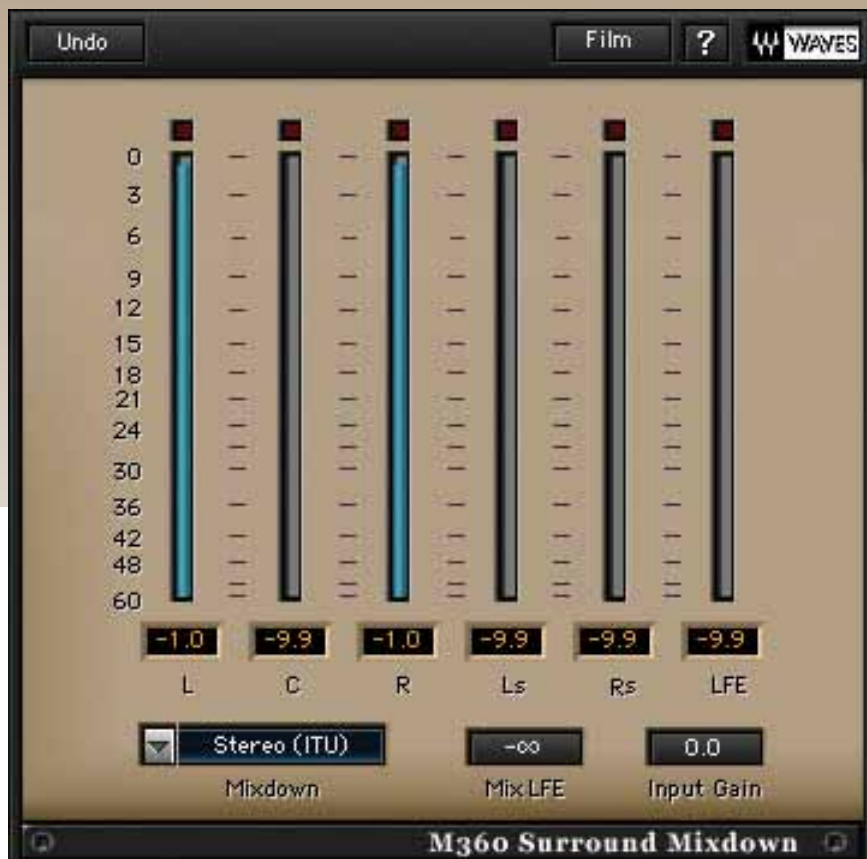 Undo Film ? WAVES
0
3
6
9
12
15
18
21
24
30
36
42
48
60
-1.0 -9.9 -1.0 -9.9 -9.9 -9.9
L C R Ls Rs LFE
Stereo (ITU) -∞ 0.0
Mixdown Mix LFE Input Gain
M360 Surround Mixdown